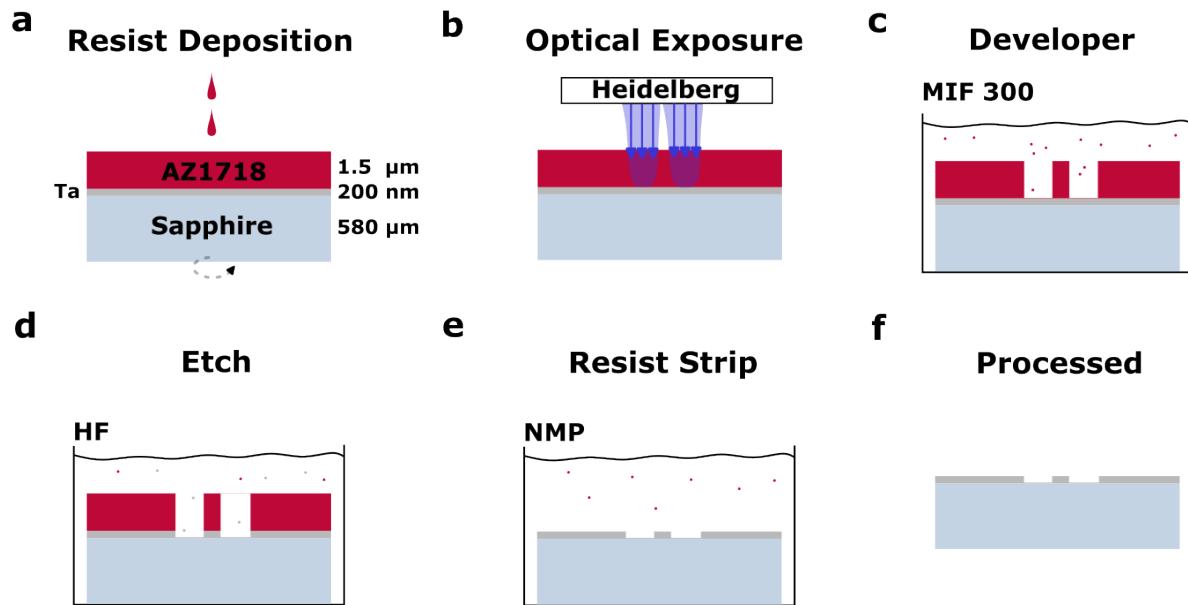 a
Resist Deposition
AZ1718
1.5 μm
Ta
200 nm
Sapphire
580 μm
b
Optical Exposure
Heidelberg
c
Developer
MIF 300
d
Etch
HF
e
Resist Strip
NMP
f
Processed